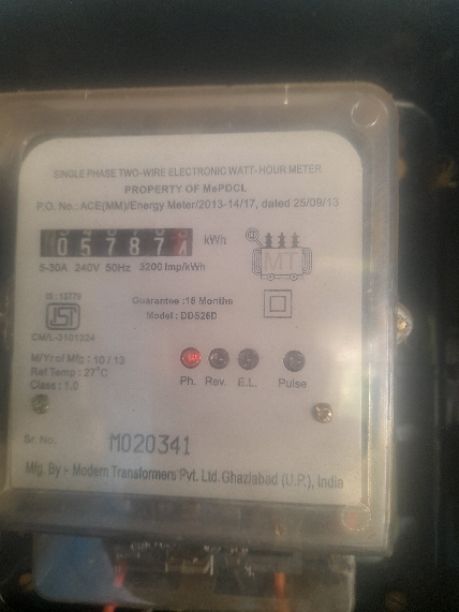 SINGLE PHASE TWO-WIRE ELECTRONIC WATT-HOUR METER
PROPERTY OF MePDCL
P.O. No.: ACE(MM)/Energy Meter/2013-14/17, dated 25/09/13
057874 kWh
5-30A 240V 50Hz 3200 Imp/kWh
MT
IS : 13779
Guarantee :18 Months
Model : DDS26D
ISI
CM/L-3101324
M/Yr of Mfg : 10 / 13
Ref Temp : 27°C
Class : 1.0
Ph. Rev. E.L. Pulse
Sr. No. M020341
Mfg. By :- Modern Transformers Pvt. Ltd. Ghaziabad (U.P.), India